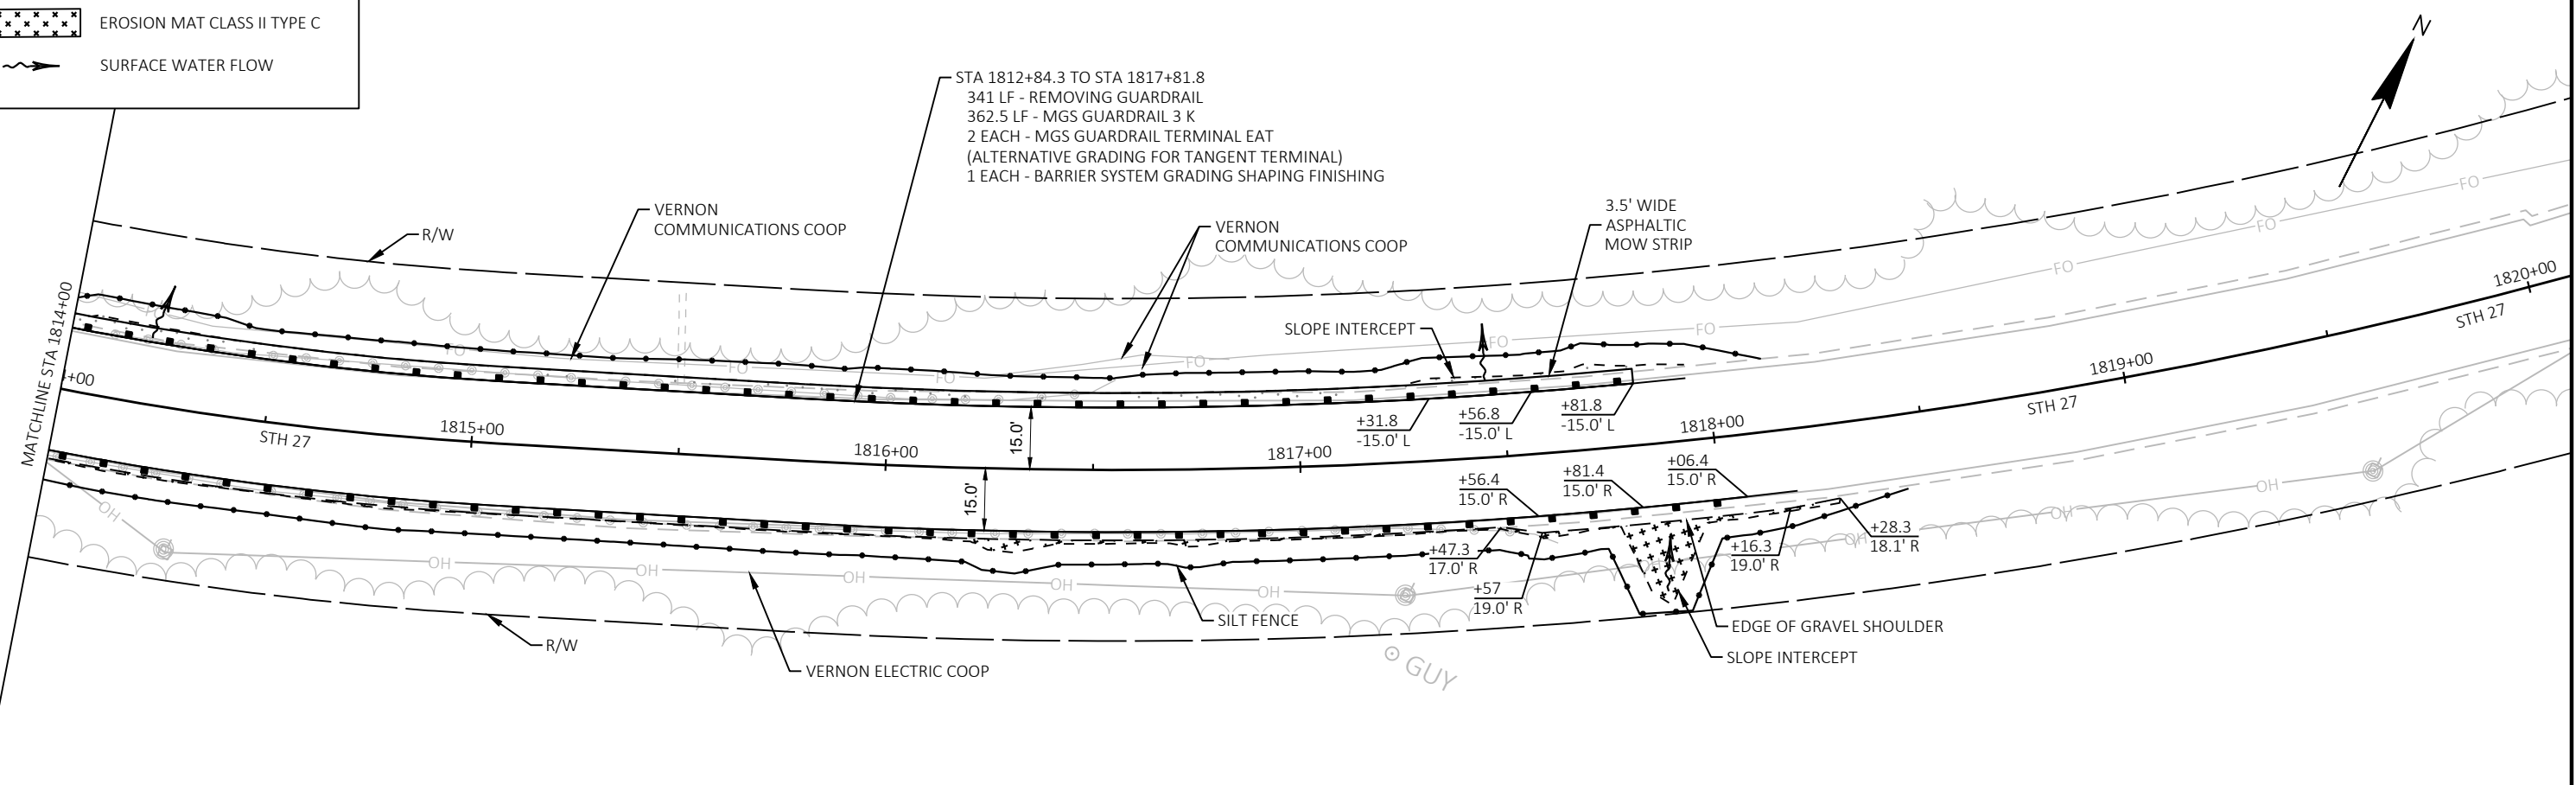 EROSION MAT CLASS II TYPE C
SURFACE WATER FLOW
N
STA 1812+84.3 TO STA 1817+81.8
341 LF - REMOVING GUARDRAIL
362.5 LF - MGS GUARDRAIL 3 K
2 EACH - MGS GUARDRAIL TERMINAL EAT
(ALTERNATIVE GRADING FOR TANGENT TERMINAL)
1 EACH - BARRIER SYSTEM GRADING SHAPING FINISHING
R/W
VERNON
COMMUNICATIONS COOP
VERNON
COMMUNICATIONS COOP
3.5' WIDE
ASPHALTIC
MOW STRIP
SLOPE INTERCEPT
FO
FO
FO
FO
FO
FO
FO
FO
FO
FO
MATCHLINE STA 1814+00
+00
STH 27
1815+00
1816+00
1817+00
1818+00
1819+00
1820+00
STH 27
STH 27
15.0'
15.0'
+31.8
-15.0' L
+56.8
-15.0' L
+81.8
-15.0' L
+56.4
15.0' R
+81.4
15.0' R
+06.4
15.0' R
+47.3
17.0' R
+57
19.0' R
+16.3
19.0' R
+28.3
18.1' R
OH
OH
OH
OH
OH
OH
OH
OH
OH
OH
SILT FENCE
EDGE OF GRAVEL SHOULDER
SLOPE INTERCEPT
R/W
VERNON ELECTRIC COOP
GUY